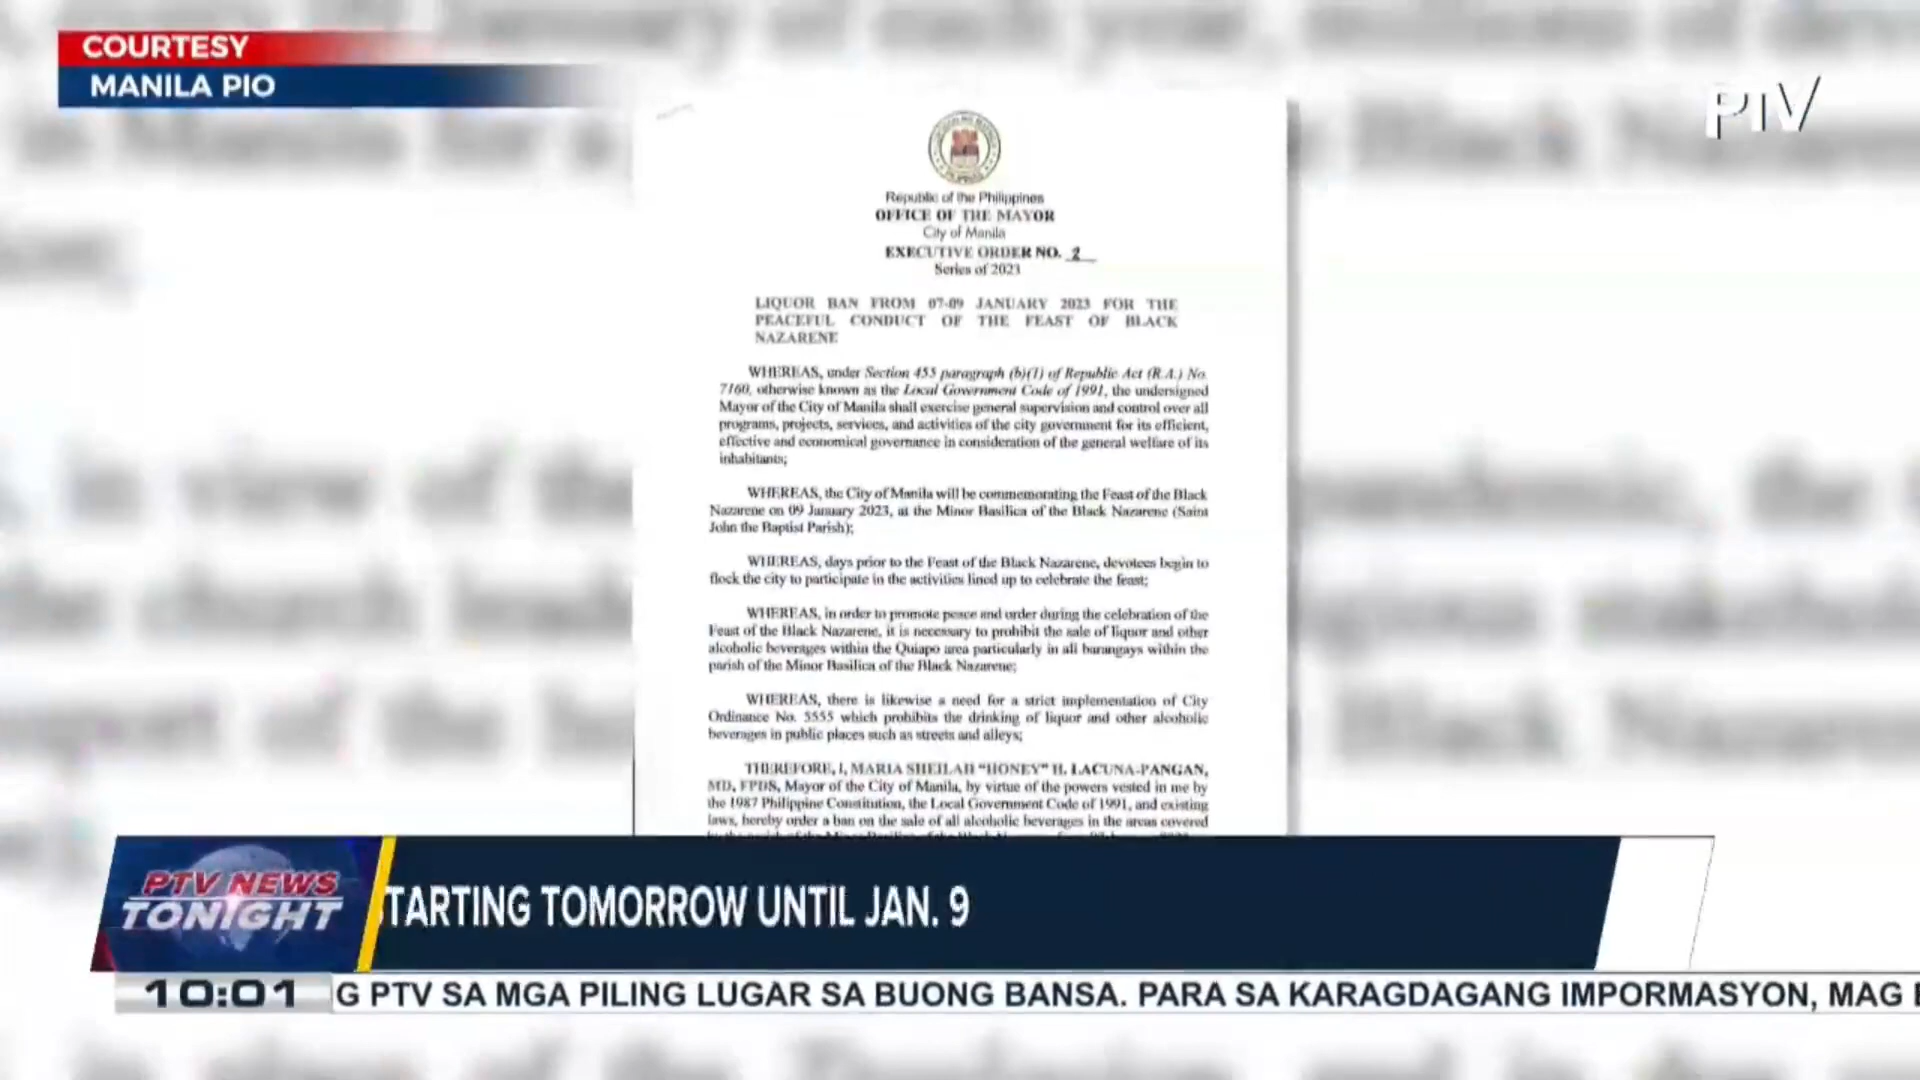 COURTESY
MANILA PIO
PTV
Republic of the Philippines
OFFICE OF THE MAYOR
City of Manila
EXECUTIVE ORDER NO. 2
Series of 2023
LIQUOR BAN FROM 07-09 JANUARY 2023 FOR THE
PEACEFUL CONDUCT OF THE FEAST OF BLACK
NAZARENE
WHEREAS, under Section 455 paragraph (b)(1) of Republic Act (R.A.) No.
7160, otherwise known as the Local Government Code of 1991, the undersigned
Mayor of the City of Manila shall exercise general supervision and control over all
programs, projects, services, and activities of the city government for its efficient,
effective and economical governance in consideration of the general welfare of its
inhabitants;
WHEREAS, the City of Manila will be commemorating the Feast of the Black
Nazarene on 09 January 2023, at the Minor Basilica of the Black Nazarene (Saint
John the Baptist Parish);
WHEREAS, days prior to the Feast of the Black Nazarene, devotees begin to
flock the city to participate in the activities lined up to celebrate the feast;
WHEREAS, in order to promote peace and order during the celebration of the
Feast of the Black Nazarene, it is necessary to prohibit the sale of liquor and other
alcoholic beverages within the Quiapo area particularly in all barangays within the
parish of the Minor Basilica of the Black Nazarene;
WHEREAS, there is likewise a need for a strict implementation of City
Ordinance No. 5555 which prohibits the drinking of liquor and other alcoholic
beverages in public places such as streets and alleys;
THEREFORE, I, MARIA SHEILAH "HONEY" H. LACUNA-PANGAN,
MD, FPDS, Mayor of the City of Manila, by virtue of the powers vested in me by
the 1987 Philippine Constitution, the Local Government Code of 1991, and existing
laws, hereby order a ban on the sale of all alcoholic beverages in the areas covered
PTV NEWS
TONIGHT
TARTING TOMORROW UNTIL JAN. 9
10:01
G PTV SA MGA PILING LUGAR SA BUONG BANSA. PARA SA KARAGDAGANG IMPORMASYON, MAG